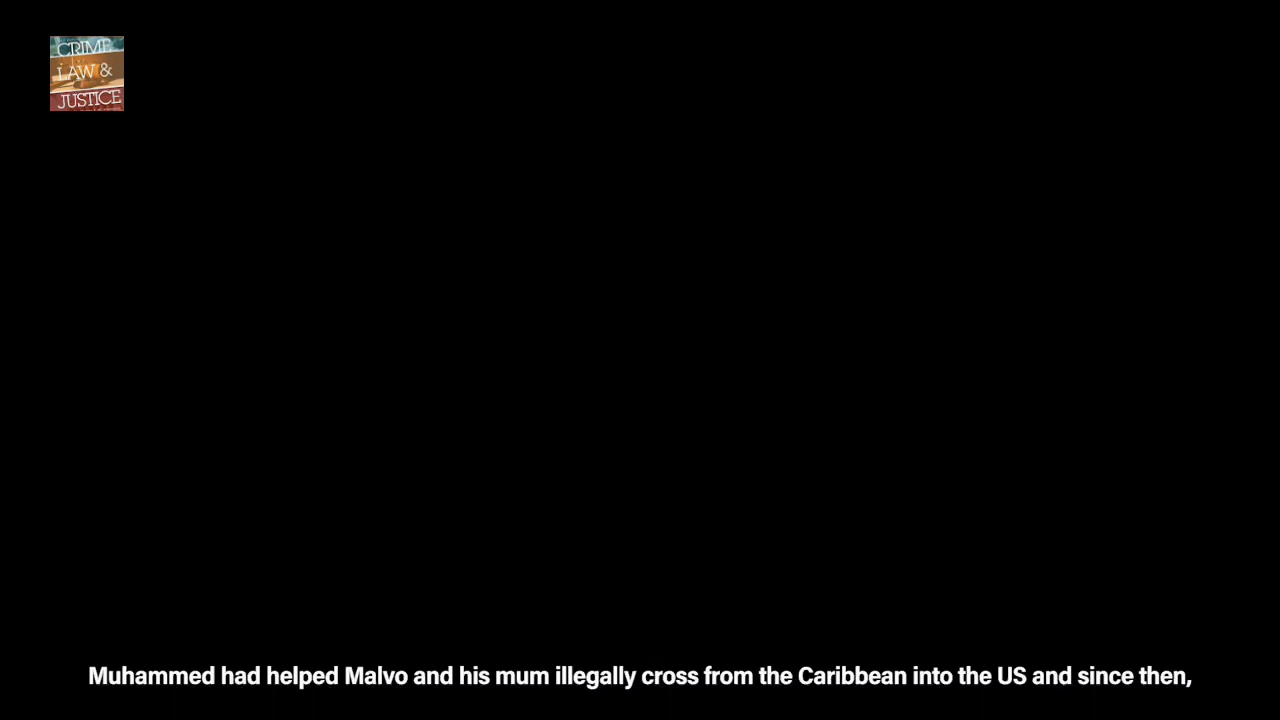 CRIME
LAW &
JUSTICE
Muhammed had helped Malvo and his mum illegally cross from the Caribbean into the US and since then,